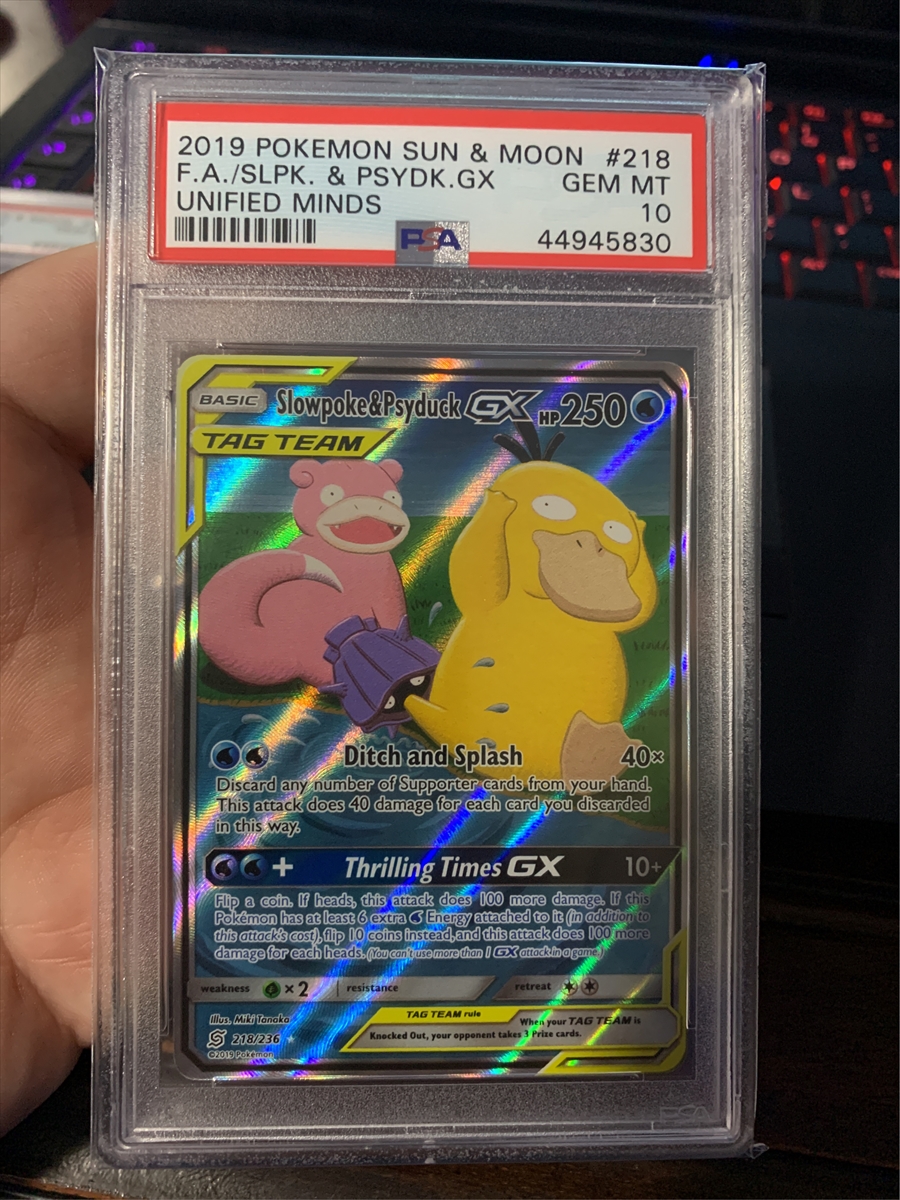 2019 POKEMON SUN & MOON #218
F.A./SLPK. & PSYDK.GX GEM MT
UNIFIED MINDS 10
PSA 44945830
BASIC Slowpoke&Psyduck GX HP250
TAG TEAM
Ditch and Splash 40×
Discard any number of Supporter cards from your hand.
This attack does 40 damage for each card you discarded
in this way.
+ Thrilling Times GX 10+
Flip a coin. If heads, this attack does 100 more damage. If this
Pokémon has at least 6 extra Energy attached to it (in addition to
this attack's cost), flip 10 coins instead, and this attack does 100 more
damage for each heads. (You can't use more than 1 GX attack in a game.)
weakness ×2 resistance retreat
Illus. Miki Tanaka
TAG TEAM rule When your TAG TEAM is
Knocked Out, your opponent takes 3 Prize cards.
218/236
©2019 Pokémon
PSA